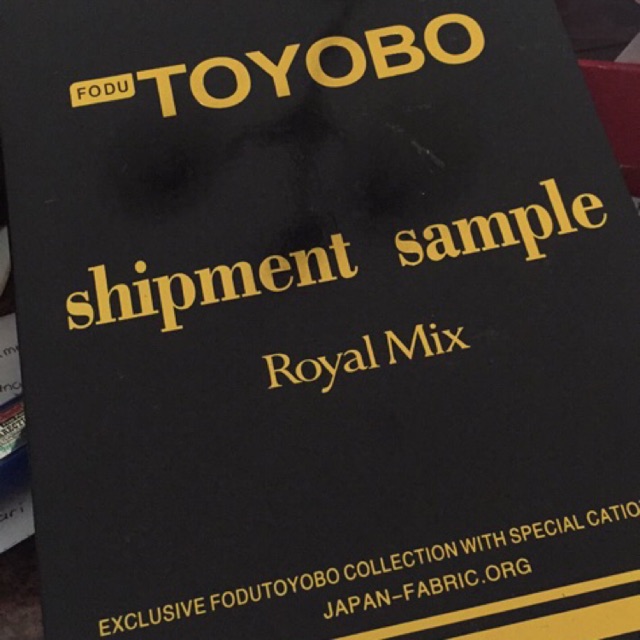 FODU TOYOBO
shipment sample
Royal Mix
EXCLUSIVE FODUTOYOBO COLLECTION WITH SPECIAL CATIO
JAPAN-FABRIC.ORG